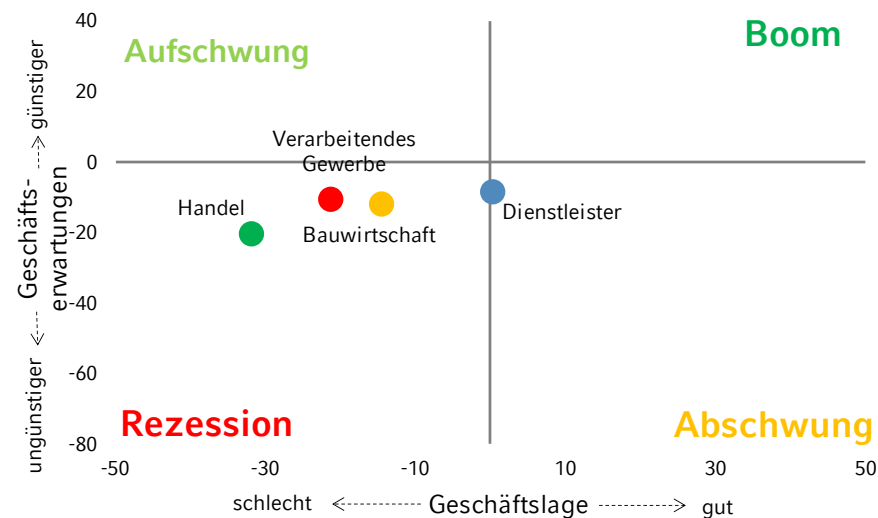 40
Boom
Aufschwung
20
Verarbeitendes
Gewerbe
0
Handel
Dienstleister
Bauwirtschaft
-20
-40
-60
Rezession
Abschwung
-80
ungünstiger
günstiger
Geschäfts-
erwartungen
-50
-30
-10
10
30
50
schlecht
Geschäftslage
gut